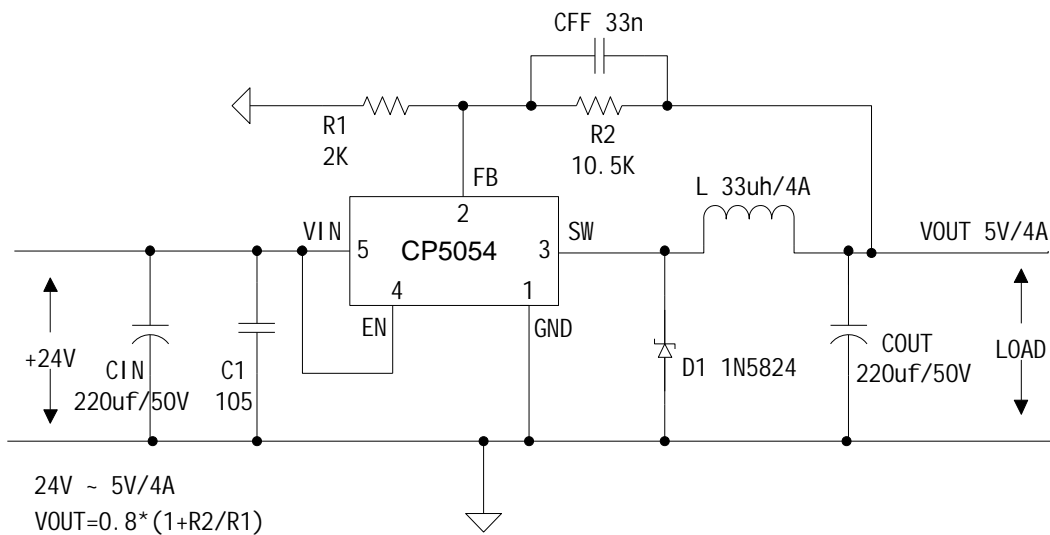 CFF 33n
R1
2K
R2
10.5K
FB
L 33uh/4A
2
VIN
5
CP5054
3
SW
VOUT 5V/4A
4
1
EN
GND
+24V
CIN
220uf/50V
C1
105
D1 1N5824
COUT
220uf/50V
LOAD
24V ~ 5V/4A
VOUT=0.8*(1+R2/R1)